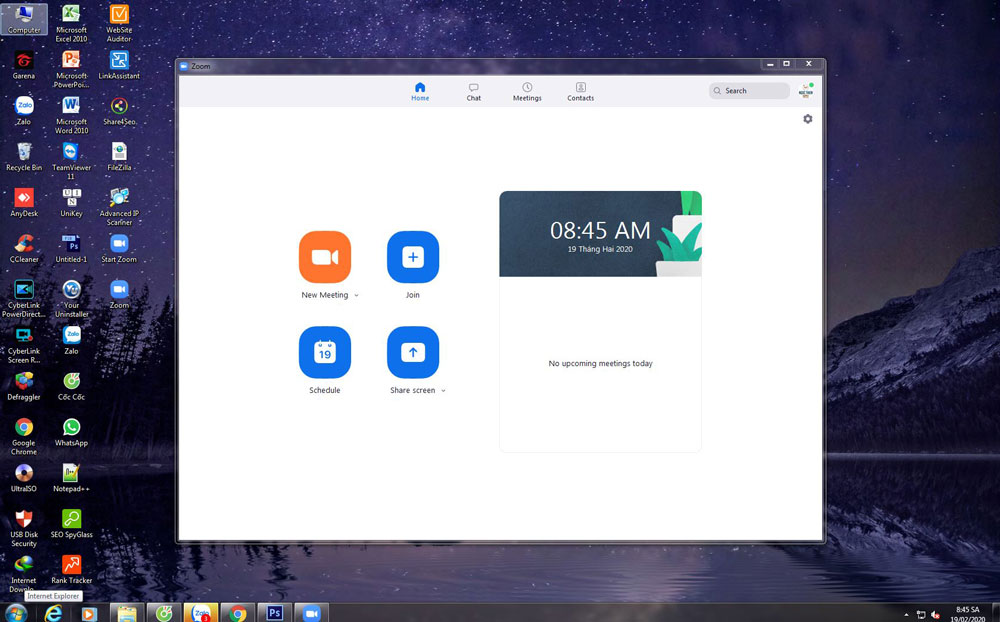 Computer
Microsoft
Excel 2010
WebSite
Auditor
Garena
Microsoft
PowerPoi...
LinkAssistant
Zalo
Zalo
Microsoft
Word 2010
Share4Seo
Recycle Bin
TeamViewer
11
FileZilla
AnyDesk
UniKey
Advanced IP
Scanner
CCleaner
Untitled-1
Start Zoom
CyberLink
PowerDirect...
Your
Uninstaller
Zoom
CyberLink
Screen R...
Zalo
Zalo
Defraggler
Cốc Cốc
Google
Chrome
WhatsApp
UltraISO
Notepad++
USB Disk
Security
SEO SpyGlass
Internet
Downlo...
Rank Tracker
Internet Explorer
Zoom
Home
Chat
Meetings
Contacts
Search
New Meeting
Join
19
Schedule
Share screen
08:45 AM
19 Tháng Hai 2020
No upcoming meetings today
Zalo
Ps
8:45 SA
19/02/2020